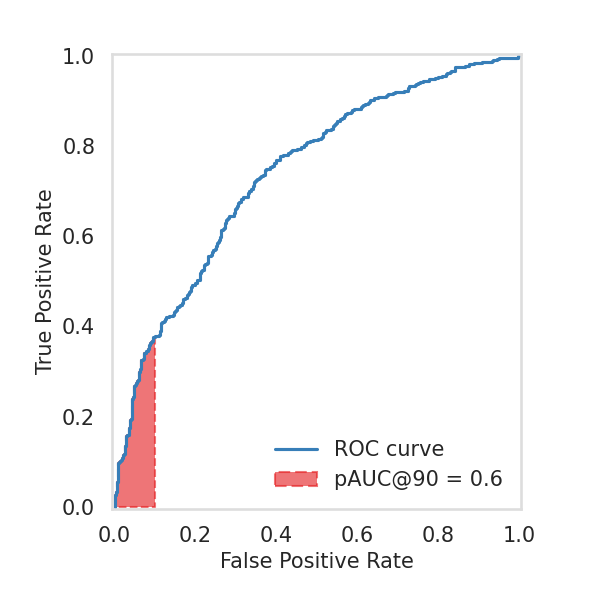 1.0
0.8
0.6
0.4
0.2
0.0
True Positive Rate
ROC curve
pAUC@90 = 0.6
0.0 0.2 0.4 0.6 0.8 1.0
False Positive Rate